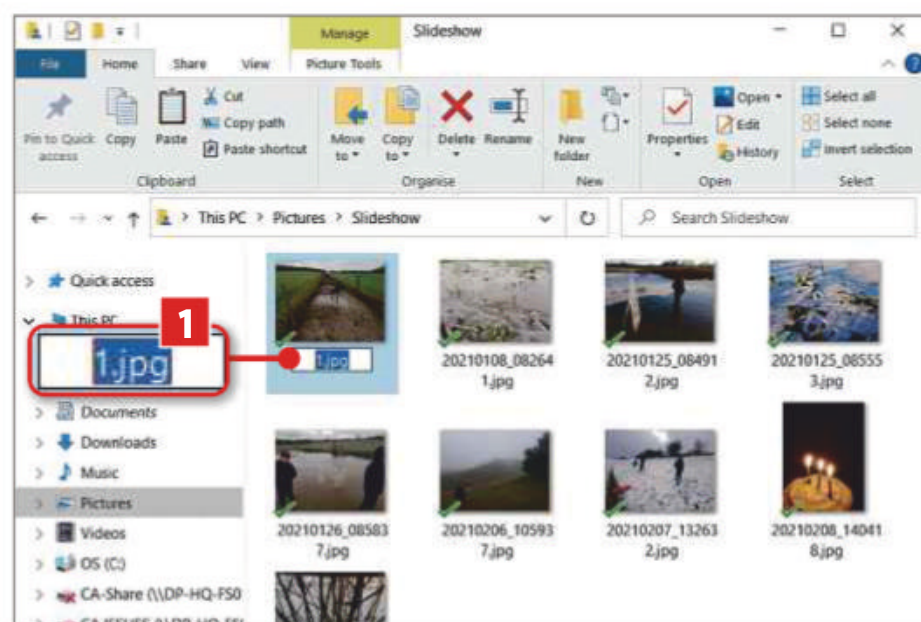 Manage
Slideshow
File
Home
Share
View
Picture Tools
Pin to Quick access
Copy
Paste
Cut
Copy path
Paste shortcut
Move to
Copy to
Delete
Rename
New folder
Properties
Open
Edit
History
Select all
Select none
Invert selection
Clipboard
Organise
New
Open
Select
This PC > Pictures > Slideshow
Search Slideshow
Quick access
This PC
1
1.jpg
Documents
Downloads
Music
Pictures
Videos
OS (C:)
CA-Share (\\DP-HQ-FS0
1.jpg
20210108_08264
1.jpg
20210125_08491
2.jpg
20210125_08555
3.jpg
20210126_08583
7.jpg
20210206_10593
7.jpg
20210207_13263
2.jpg
20210208_14041
8.jpg